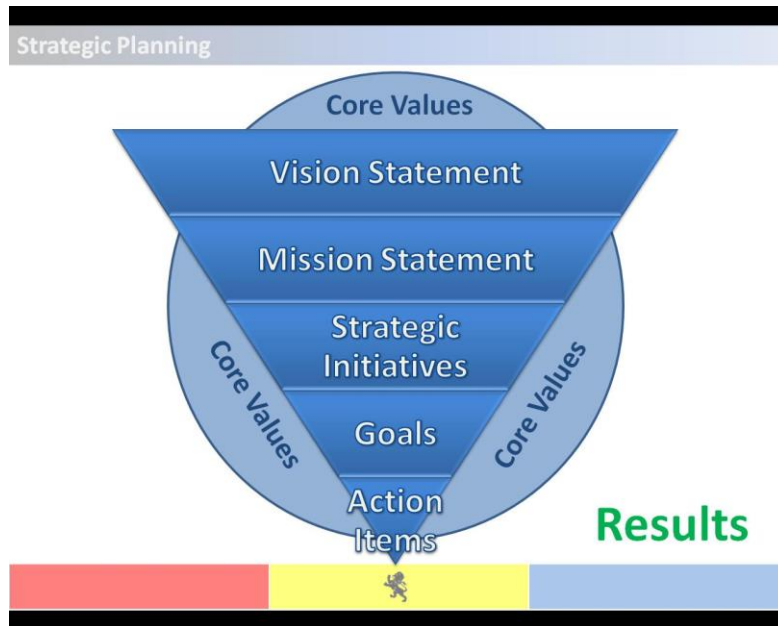 Strategic Planning
Core Values
Vision Statement
Mission Statement
Strategic
Initiatives
Core Values
Core Values
Goals
Action
Items
Results